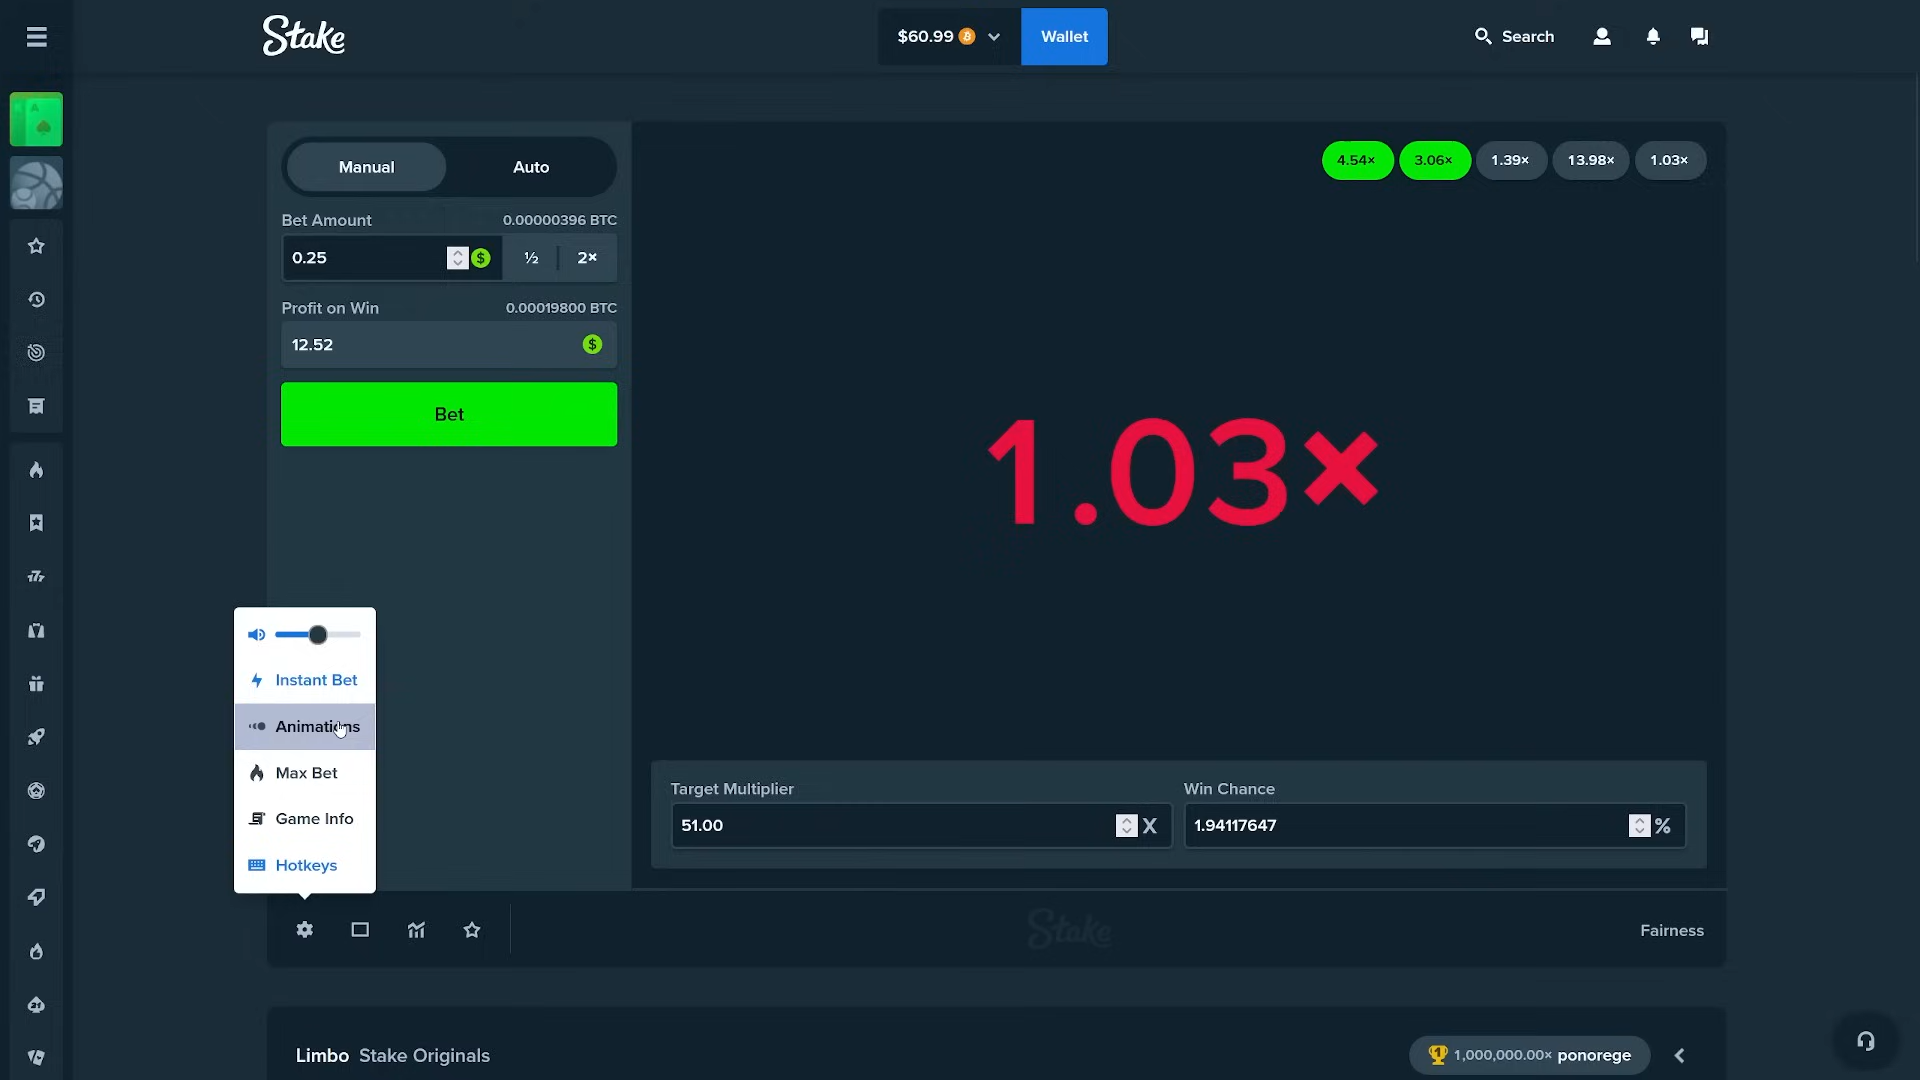 Stake
$60.99
Wallet
Search
Manual
Auto
4.54×
3.06×
1.39×
13.98×
1.03×
Bet Amount
0.00000396 BTC
0.25
½
2×
Profit on Win
0.00019800 BTC
12.52
Bet
1.03×
Instant Bet
Animations
Max Bet
Game Info
Hotkeys
Target Multiplier
51.00
X
Win Chance
1.94117647
%
Stake
Fairness
Limbo Stake Originals
1,000,000.00× ponorege